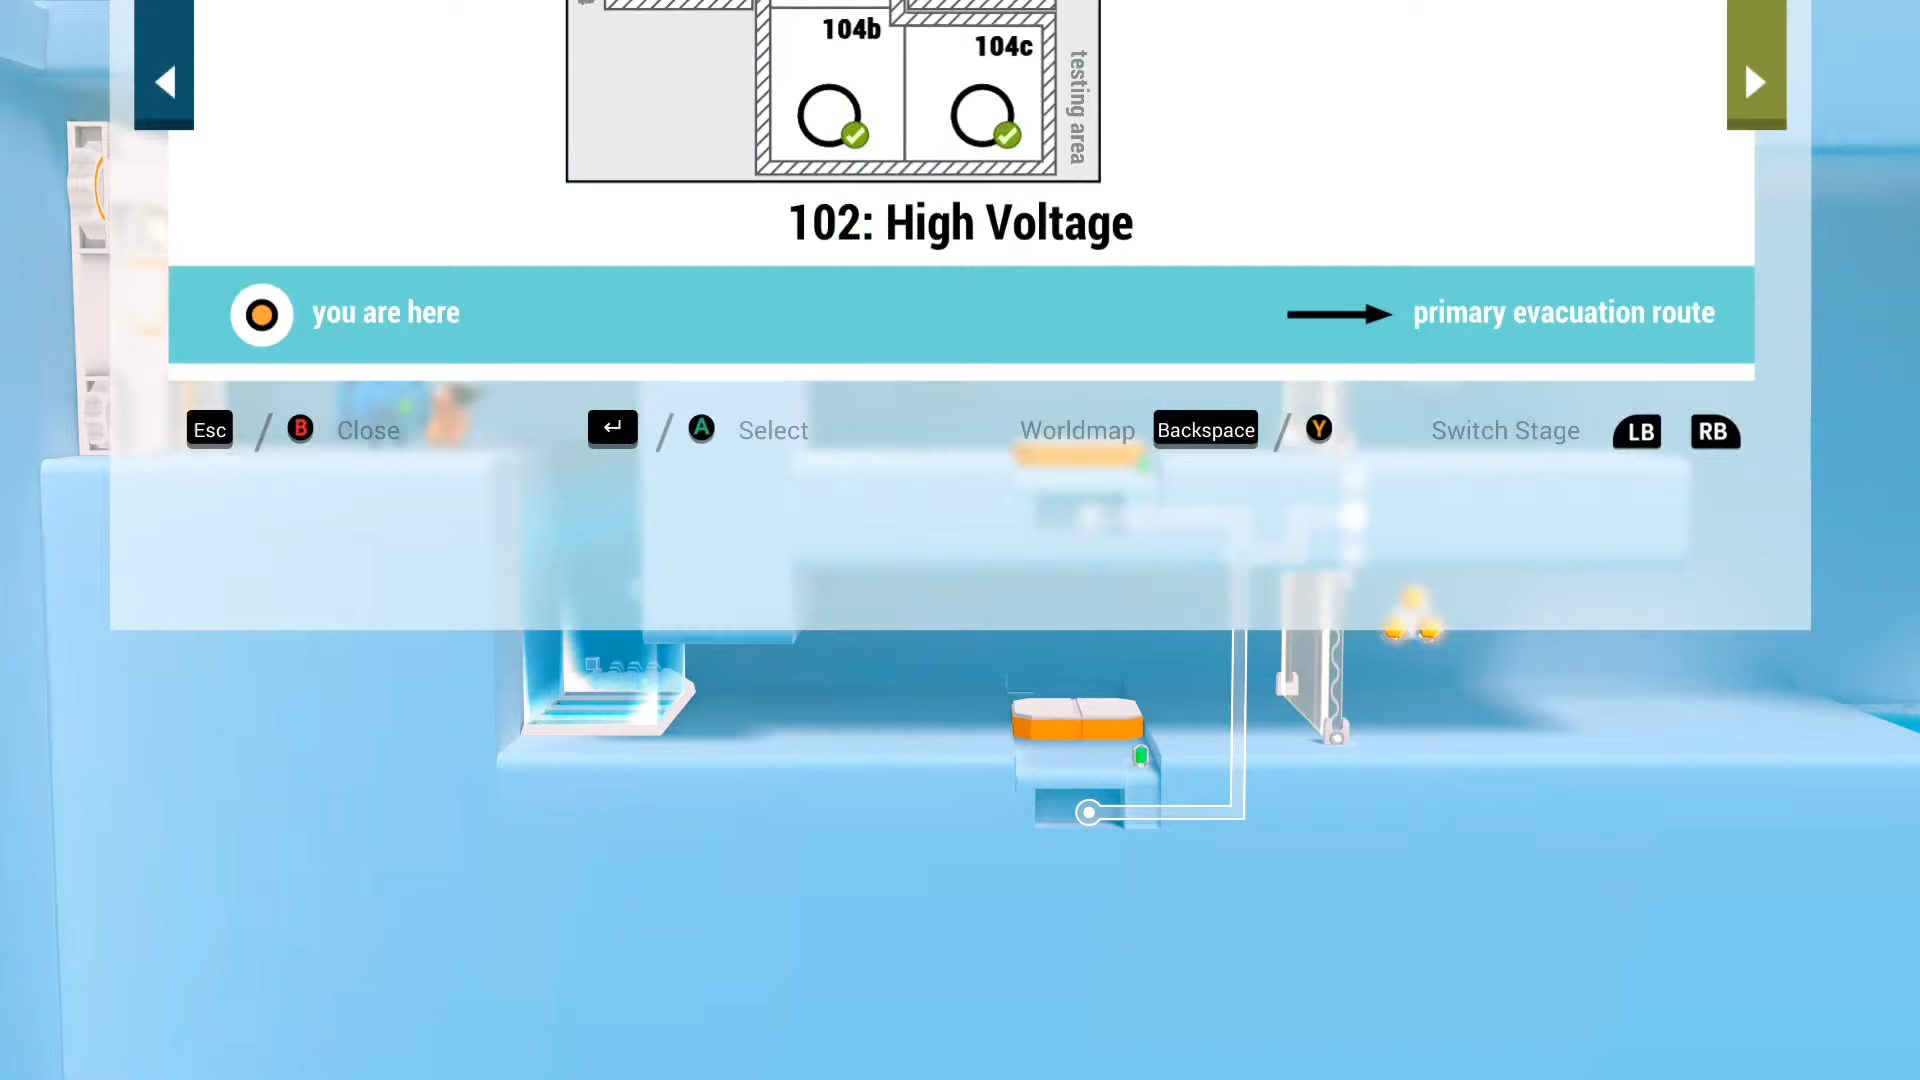 104b
104c
testing area
102: High Voltage
you are here
primary evacuation route
Esc / B Close
↵ / A Select
Worldmap Backspace / Y
Switch Stage LB RB